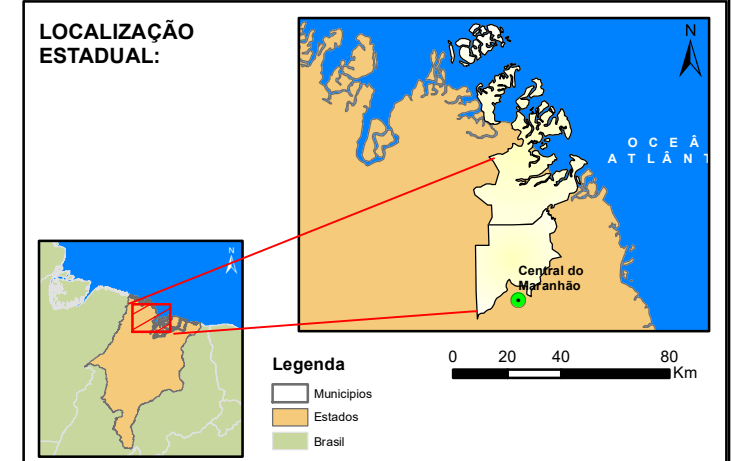 LOCALIZAÇÃO
ESTADUAL:
N
O C E Â
A T L Â N T
Central do
Maranhão
N
Legenda
Municipios
Estados
Brasil
0 20 40 80
Km